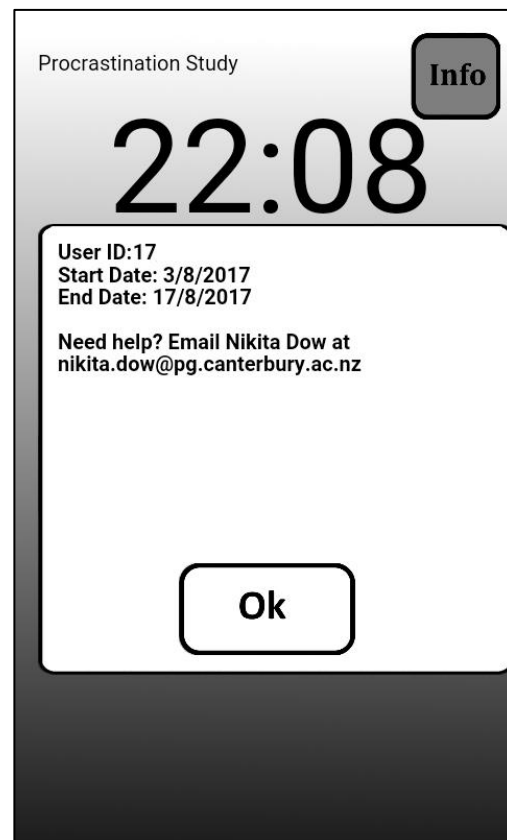 Procrastination Study
Info
22:08
User ID:17
Start Date: 3/8/2017
End Date: 17/8/2017
Need help? Email Nikita Dow at
nikita.dow@pg.canterbury.ac.nz
Ok